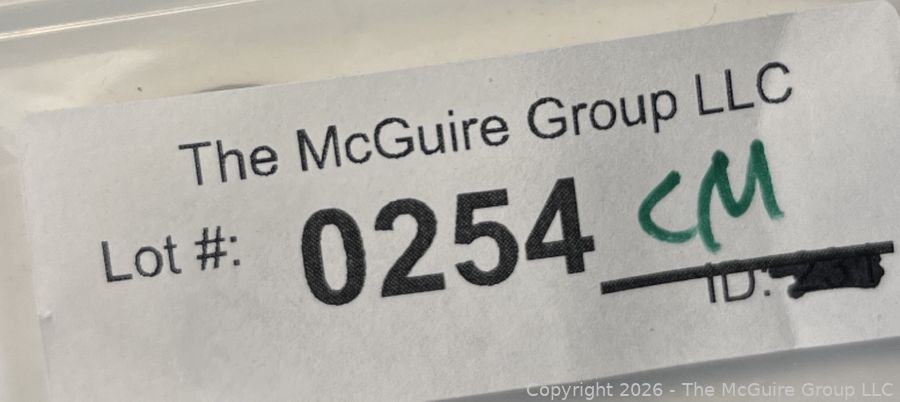 The McGuire Group LLC
Lot #: 0254 CM
ID:
Copyright 2026 - The McGuire Group LLC